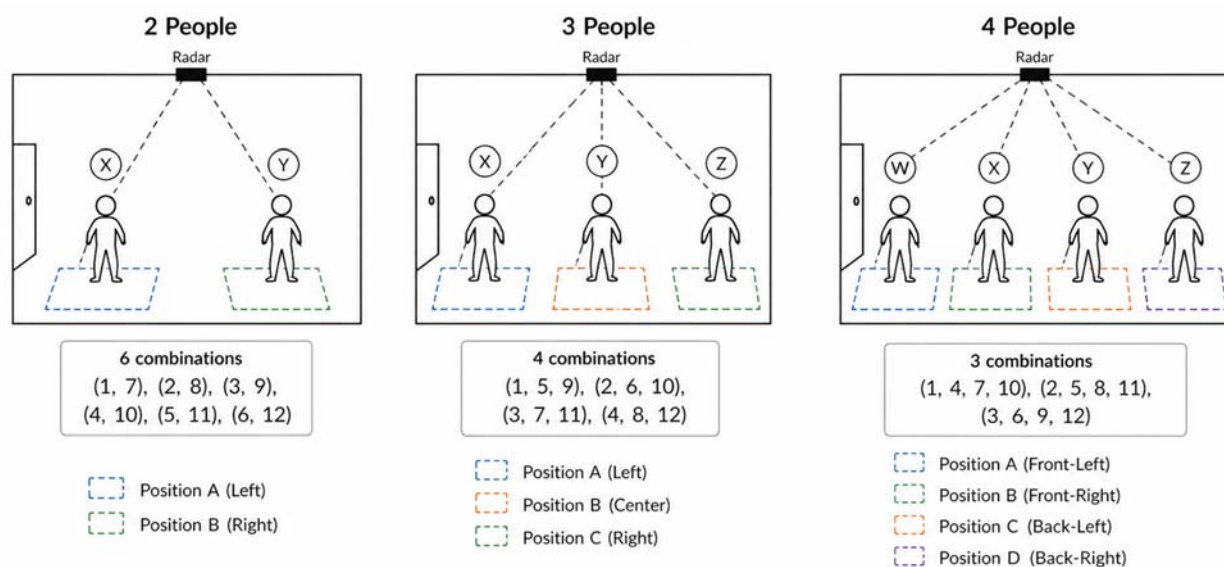 2 People
Radar
X
Y
6 combinations
(1, 7), (2, 8), (3, 9),
(4, 10), (5, 11), (6, 12)
Position A (Left)
Position B (Right)
3 People
Radar
X
Y
Z
4 combinations
(1, 5, 9), (2, 6, 10),
(3, 7, 11), (4, 8, 12)
Position A (Left)
Position B (Center)
Position C (Right)
4 People
Radar
W
X
Y
Z
3 combinations
(1, 4, 7, 10), (2, 5, 8, 11),
(3, 6, 9, 12)
Position A (Front-Left)
Position B (Front-Right)
Position C (Back-Left)
Position D (Back-Right)